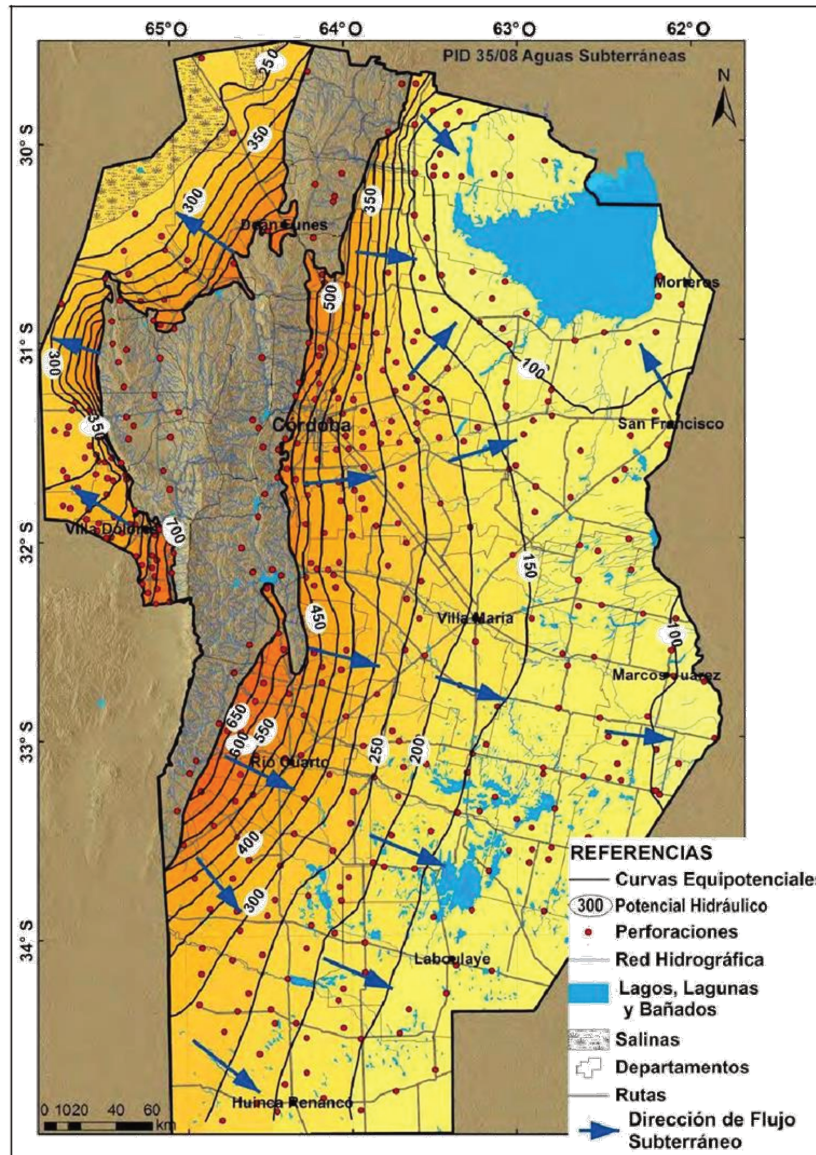 65° O 64° O 63° O 62° O
PID 35/08 Aguas Subterráneas
N
250
350
30° S
300
350
Dean Funes
500
Morteros
31° S
300
100
350
Córdoba
San Francisco
Villa Dolores
700
32° S
150
450
Villa María
100
Marcos Juárez
650
550
600
33° S
250
200
Río Cuarto
400
300
34° S
Laboulaye
Huinca Renancó
0 10 20 40 60
km
REFERENCIAS
Curvas Equipotenciales
300 Potencial Hidráulico
Perforaciones
Red Hidrográfica
Lagos, Lagunas
y Bañados
Salinas
Departamentos
Rutas
Dirección de Flujo
Subterráneo